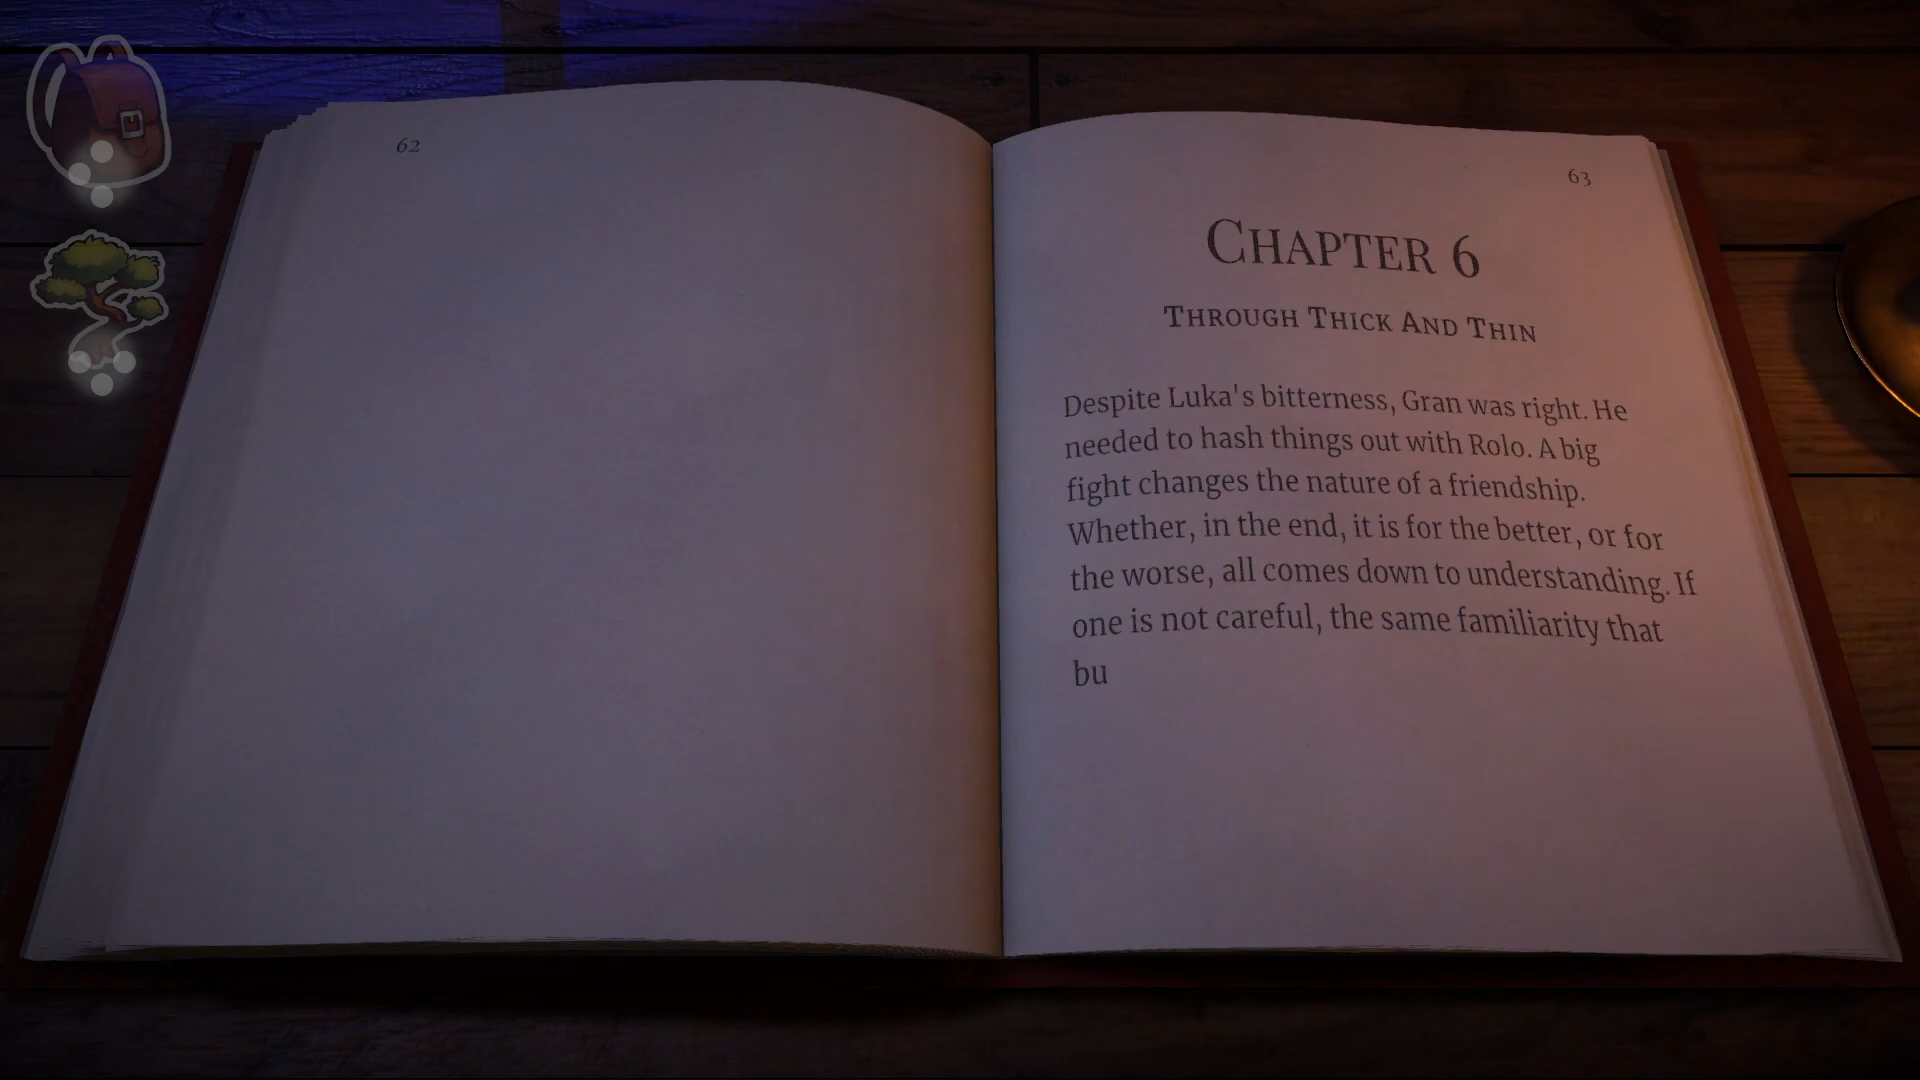 62
63
CHAPTER 6
THROUGH THICK AND THIN
Despite Luka's bitterness, Gran was right. He
needed to hash things out with Rolo. A big
fight changes the nature of a friendship.
Whether, in the end, it is for the better, or for
the worse, all comes down to understanding. If
one is not careful, the same familiarity that
bu